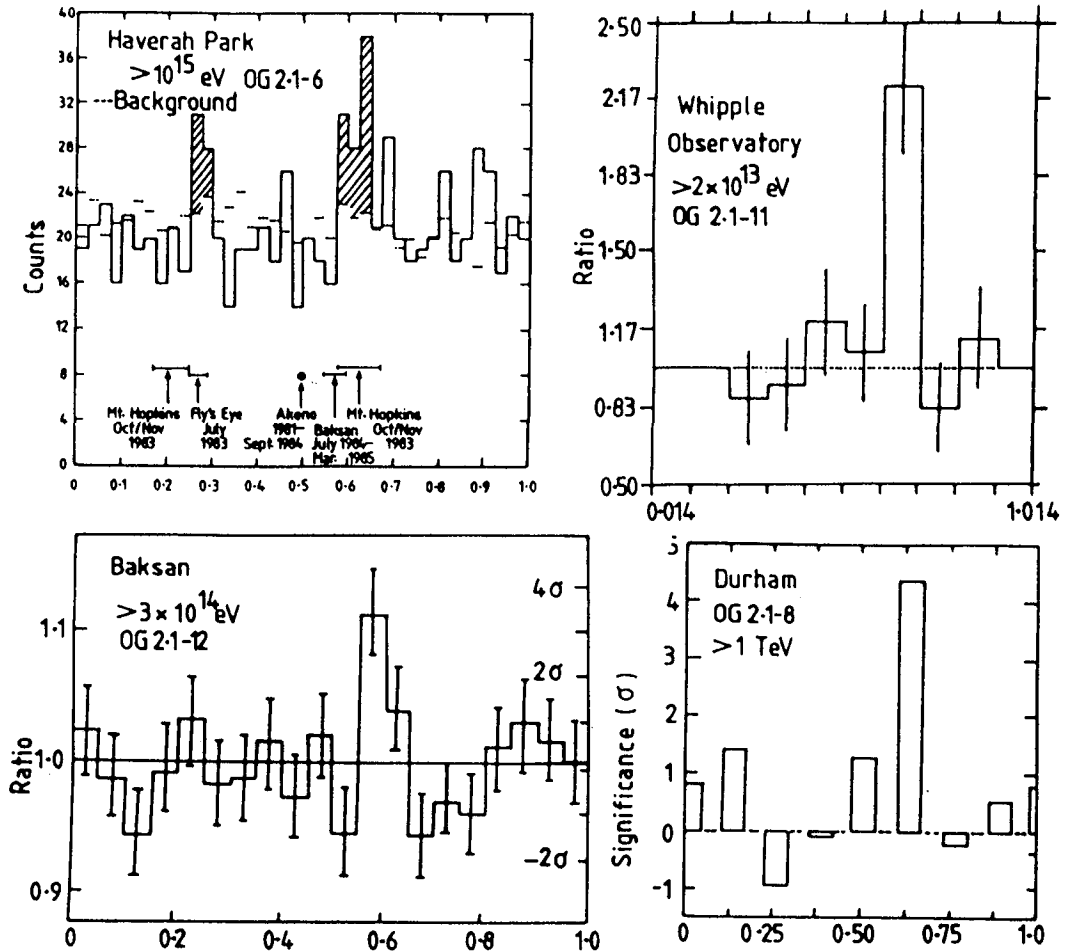 40
36
32
28
24
20
16
12
8
4
0
Counts
Haverah Park
>10¹⁵ eV OG 2·1-6
---Background
Mt. Hopkins
Oct/Nov
1983
Fly's Eye
July
1983
Akeno
1981-
Sept 1984
Baksan
July 1984-
Mar. 1985
Mt. Hopkins
Oct/Nov
1983
0 0·1 0·2 0·3 0·4 0·5 0·6 0·7 0·8 0·9 1·0
2·50
2·17
1·83
1·50
1·17
0·83
0·50
Ratio
Whipple
Observatory
>2×10¹³ eV
OG 2·1-11
0·014 1·014
1·1
1·0
0·9
Ratio
Baksan
>3×10¹⁴eV
OG 2·1-12
4σ
2σ
-2σ
0 0·2 0·4 0·6 0·8 1·0
5
4
3
2
1
0
-1
Significance (σ)
Durham
OG 2·1-8
>1 TeV
0 0·25 0·50 0·75 1·0